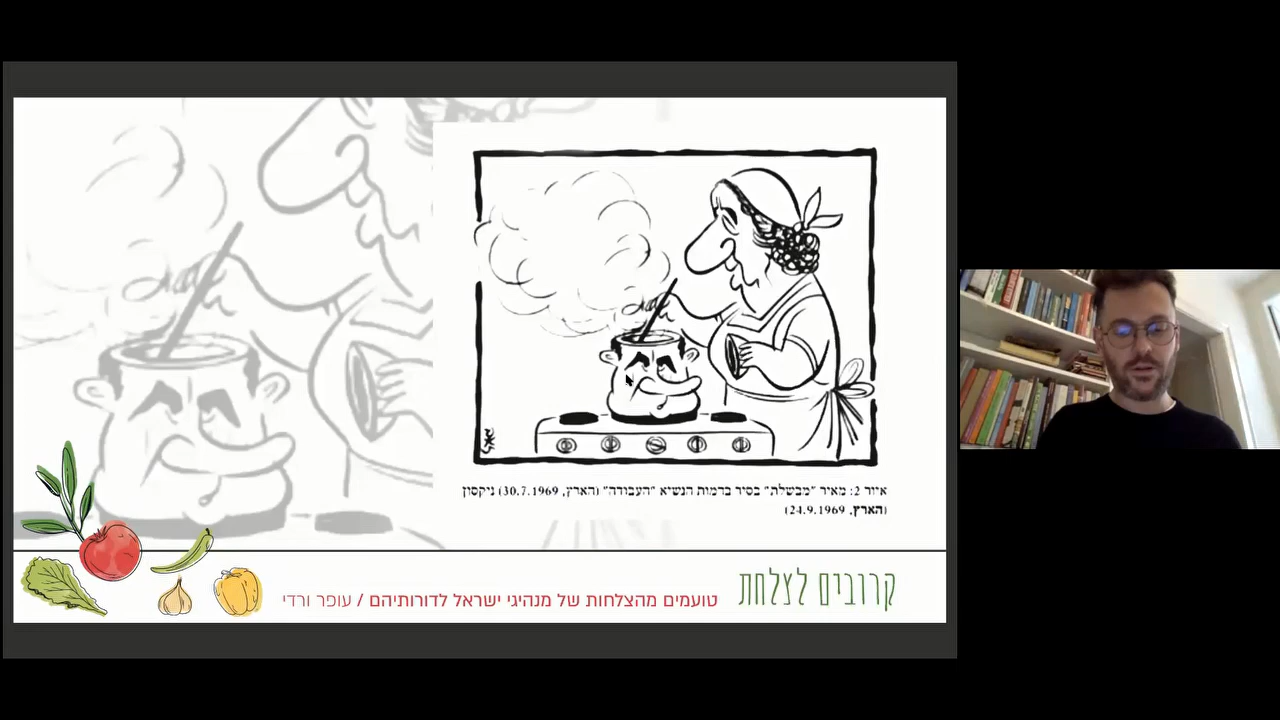 איור 2: מאיר "מבשלת" בסיר בדמות הנשיא "העבודה" (הארץ, 30.7.1969) ניקסון
(הארץ, 24.9.1969)
קרובים לצלחת
טועמים מהצלחות של מנהיגי ישראל לדורותיהם / עופר ורדי